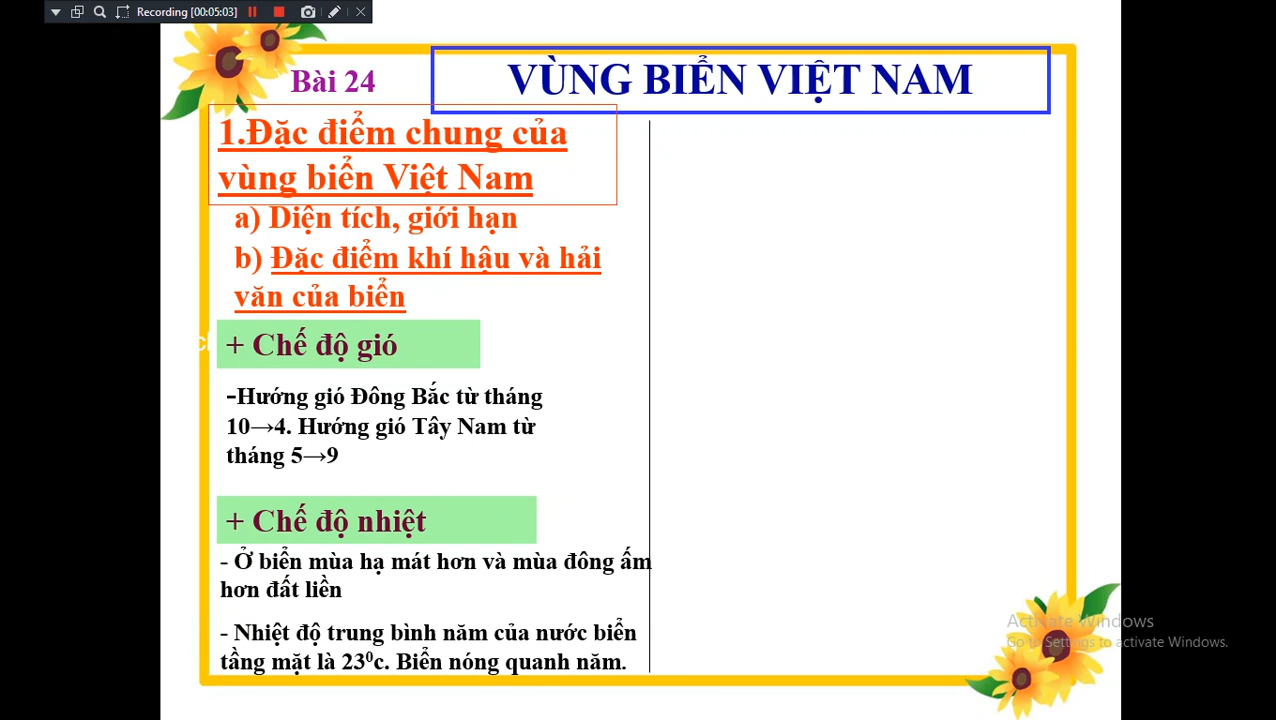 Recording [00:05:03]
Bài 24
VÙNG BIỂN VIỆT NAM
1.Đặc điểm chung của
vùng biển Việt Nam
a) Diện tích, giới hạn
b) Đặc điểm khí hậu và hải
văn của biển
+ Chế độ gió
-Hướng gió Đông Bắc từ tháng
10→4. Hướng gió Tây Nam từ
tháng 5→9
+ Chế độ nhiệt
- Ở biển mùa hạ mát hơn và mùa đông ấm
hơn đất liền
- Nhiệt độ trung bình năm của nước biển
tầng mặt là 23⁰c. Biển nóng quanh năm.
Activate Windows
Go to Settings to activate Windows.